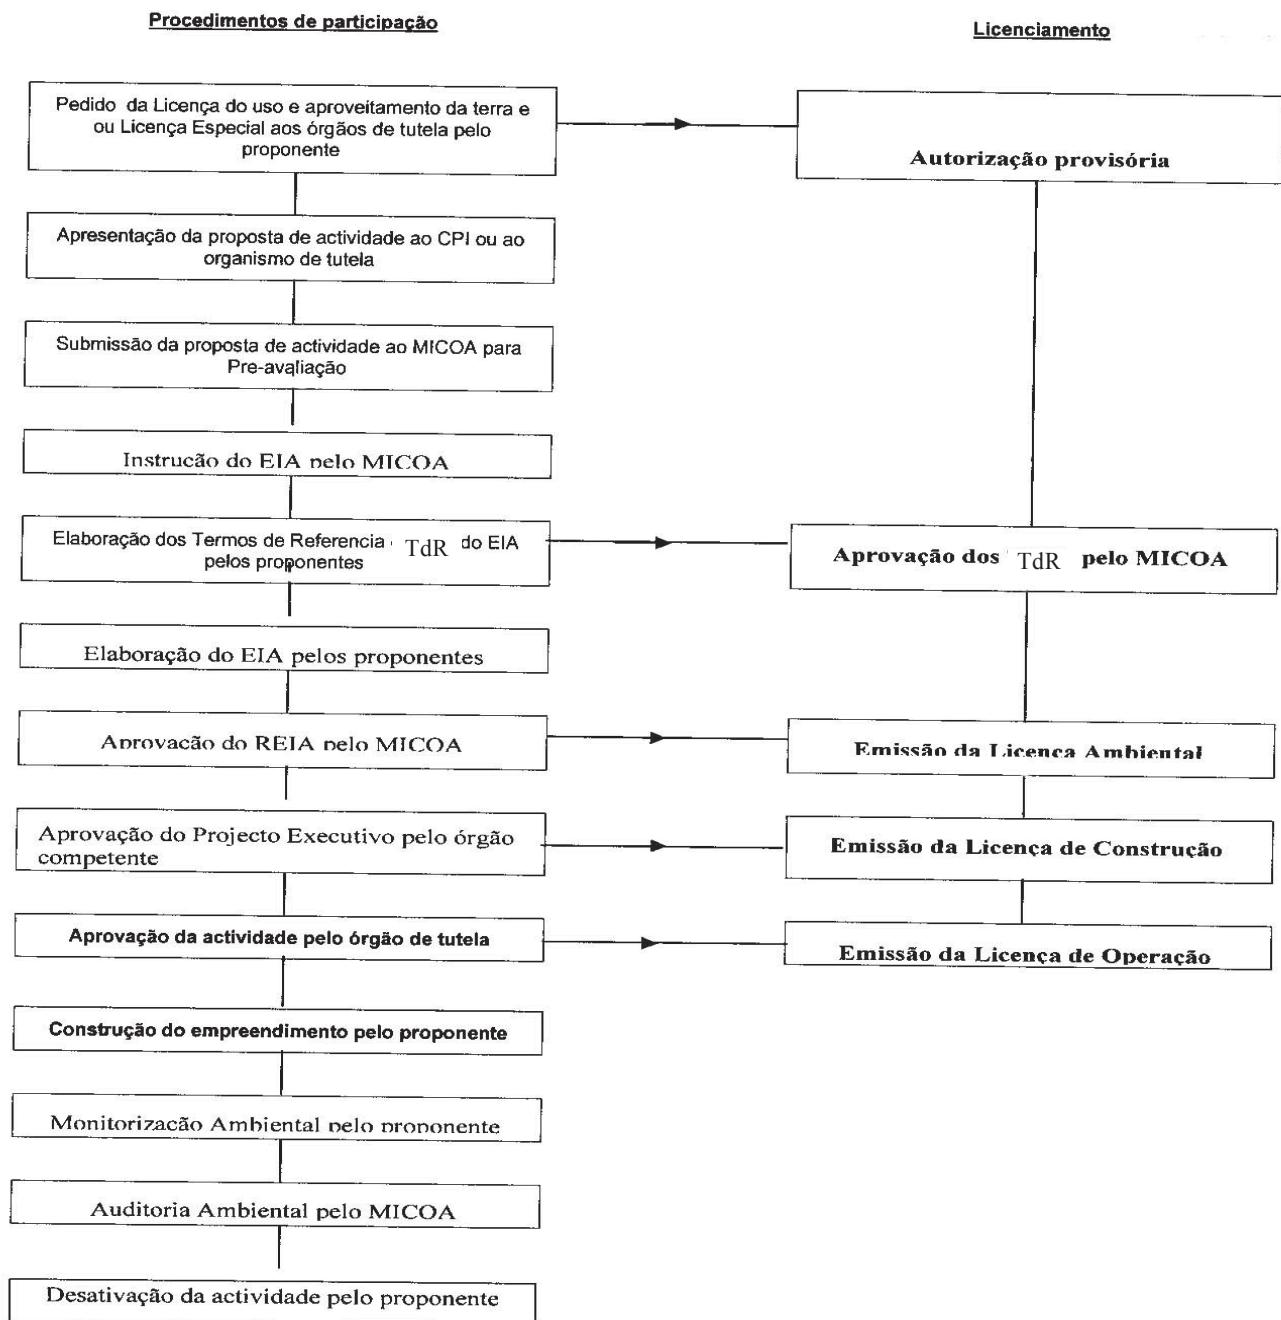 Procedimentos de participação
Licenciamento
Pedido da Licença do uso e aproveitamento da terra e
ou Licença Especial aos órgãos de tutela pelo
proponente
Autorização provisória
Apresentação da proposta de actividade ao CPI ou ao
organismo de tutela
Submissão da proposta de actividade ao MICOA para
Pre-avaliação
Instrucão do EIA pelo MICOA
Elaboração dos Termos de Referencia TdR do EIA
pelos proponentes
Aprovação dos TdR pelo MICOA
Elaboração do EIA pelos proponentes
Aprovacão do REIA pelo MICOA
Emissão da Licenca Ambiental
Aprovação do Projecto Executivo pelo órgão
competente
Emissão da Licença de Construção
Aprovação da actividade pelo órgão de tutela
Emissão da Licença de Operação
Construção do empreendimento pelo proponente
Monitorizacão Ambiental pelo proponente
Auditoria Ambiental pelo MICOA
Desativação da actividade pelo proponente